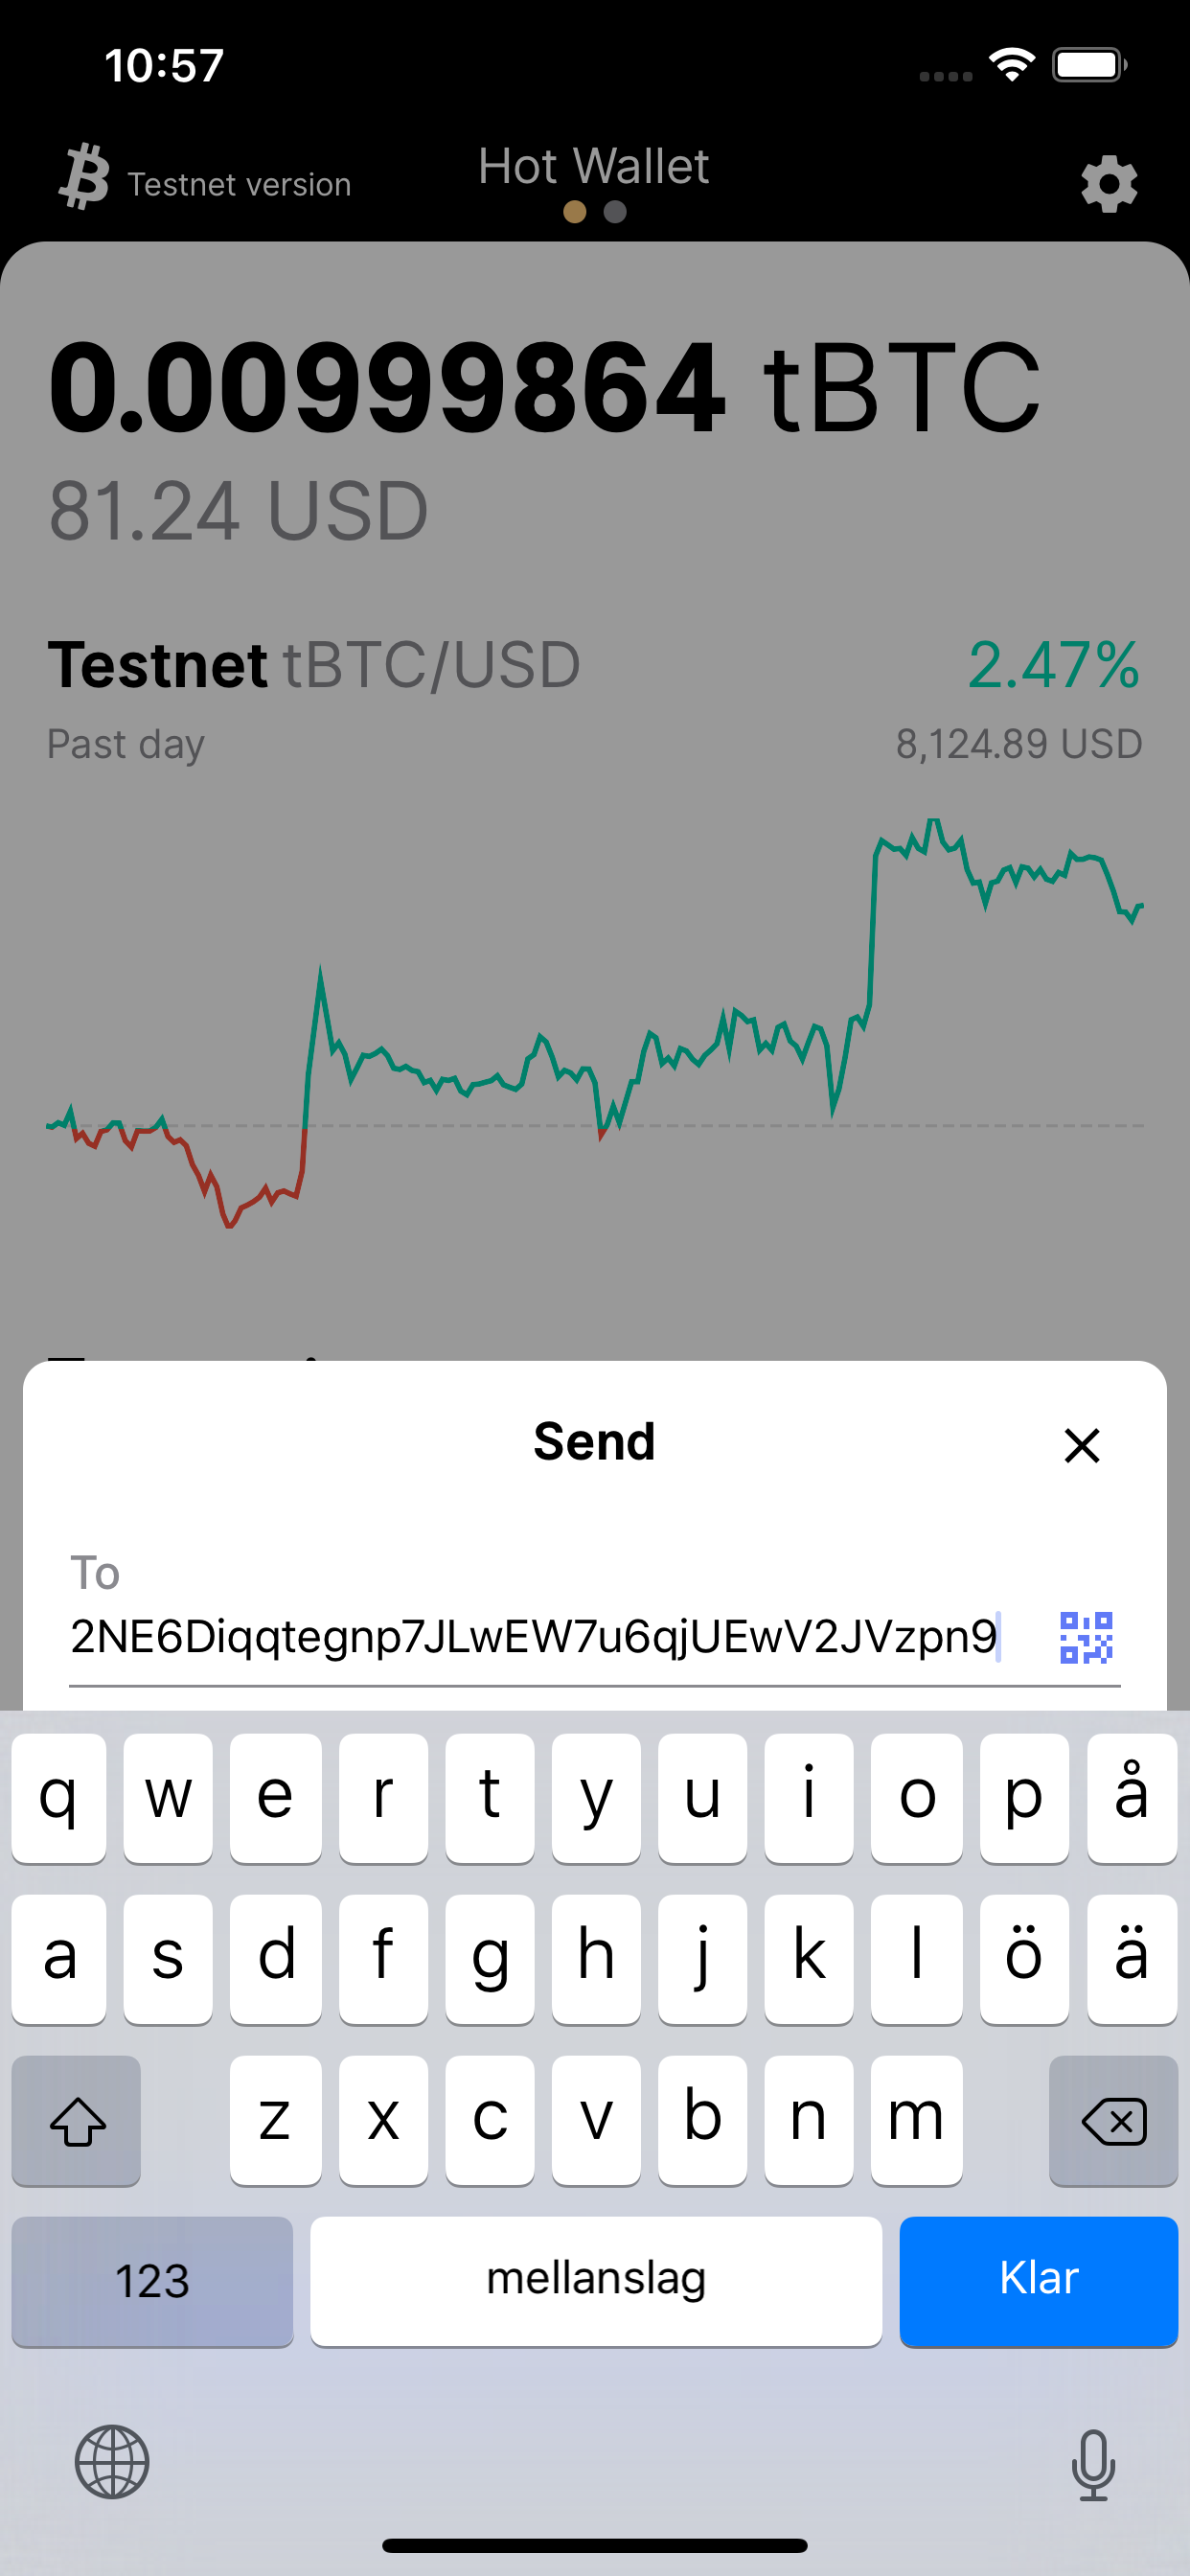 10:57
Testnet version
Hot Wallet
0.00999864 tBTC
81.24 USD
Testnet tBTC/USD
2.47%
Past day
8,124.89 USD
Send
To
2NE6Diqqtegnp7JLwEW7u6qjUEwV2JVzpn9
q w e r t y u i o p å
a s d f g h j k l ö ä
z x c v b n m
123 mellanslag Klar